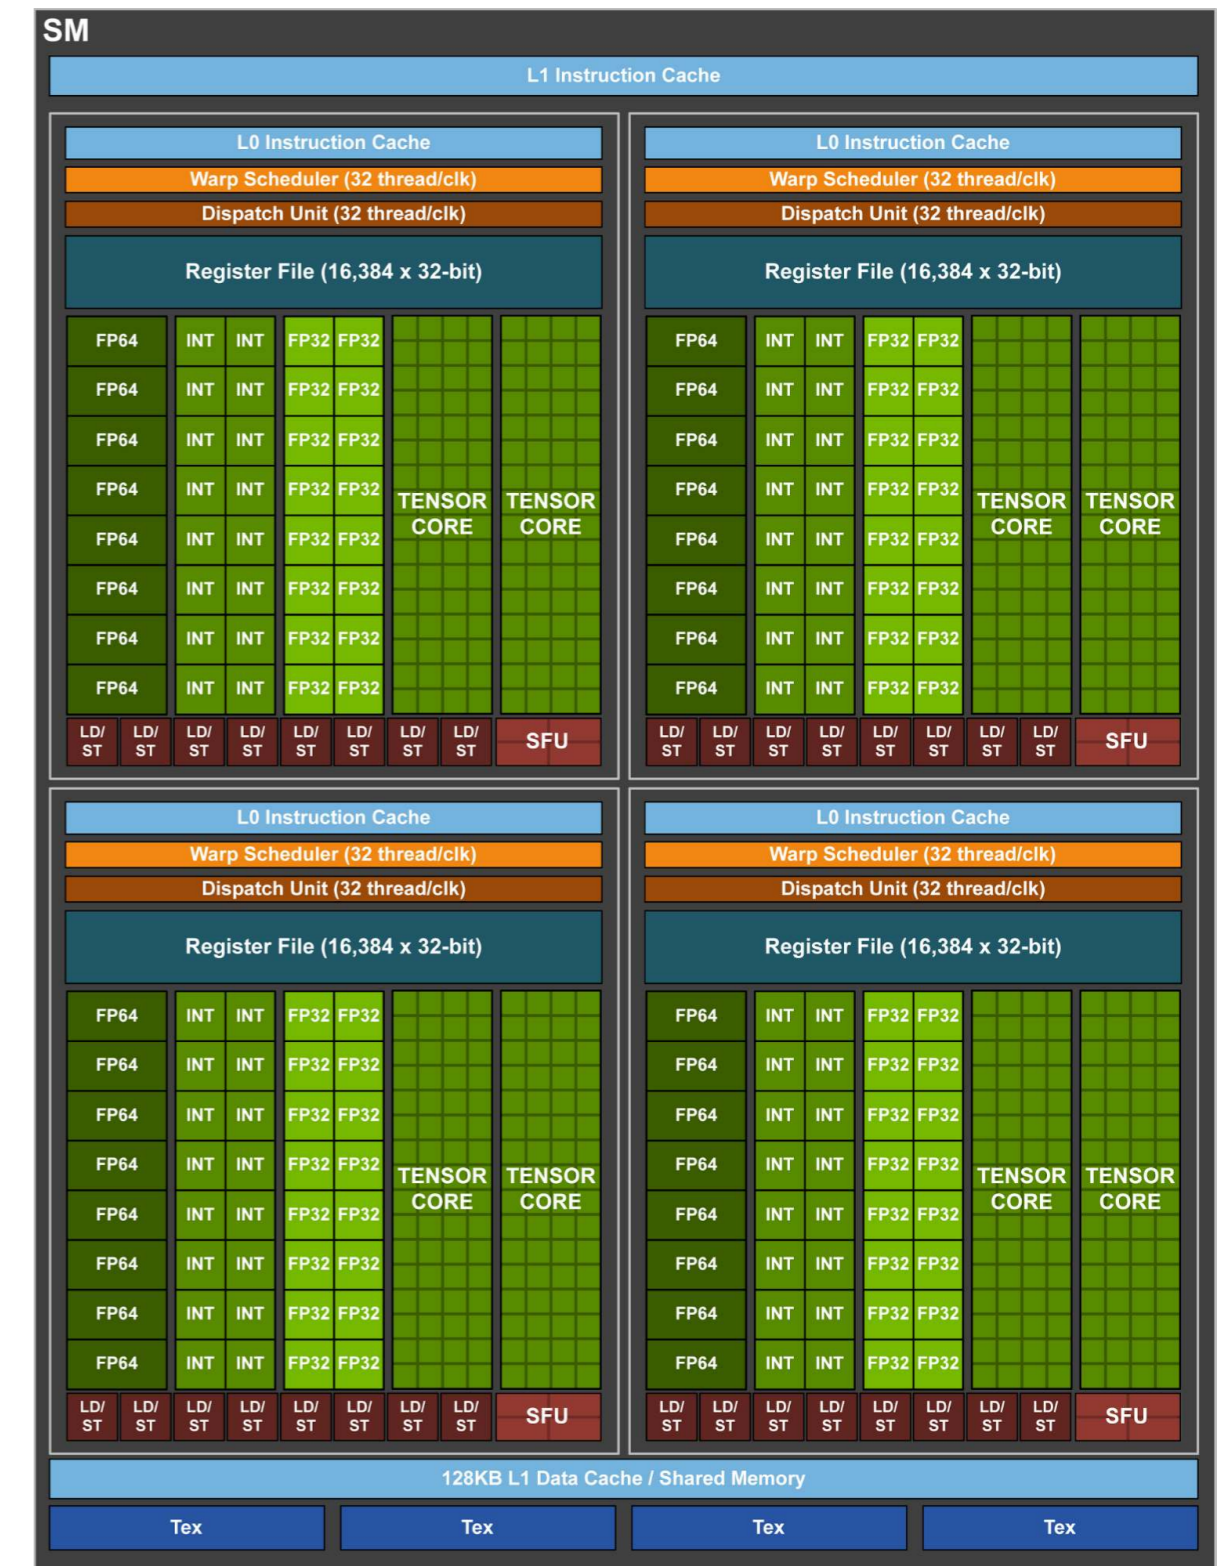 SM
L1 Instruction Cache
L0 Instruction Cache
Warp Scheduler (32 thread/clk)
Dispatch Unit (32 thread/clk)
Register File (16,384 x 32-bit)
FP64 INT INT FP32 FP32
FP64 INT INT FP32 FP32
FP64 INT INT FP32 FP32
FP64 INT INT FP32 FP32
FP64 INT INT FP32 FP32
FP64 INT INT FP32 FP32
FP64 INT INT FP32 FP32
FP64 INT INT FP32 FP32
TENSOR CORE
TENSOR CORE
LD/ST LD/ST LD/ST LD/ST LD/ST LD/ST LD/ST LD/ST SFU
L0 Instruction Cache
Warp Scheduler (32 thread/clk)
Dispatch Unit (32 thread/clk)
Register File (16,384 x 32-bit)
FP64 INT INT FP32 FP32
FP64 INT INT FP32 FP32
FP64 INT INT FP32 FP32
FP64 INT INT FP32 FP32
FP64 INT INT FP32 FP32
FP64 INT INT FP32 FP32
FP64 INT INT FP32 FP32
FP64 INT INT FP32 FP32
TENSOR CORE
TENSOR CORE
LD/ST LD/ST LD/ST LD/ST LD/ST LD/ST LD/ST LD/ST SFU
L0 Instruction Cache
Warp Scheduler (32 thread/clk)
Dispatch Unit (32 thread/clk)
Register File (16,384 x 32-bit)
FP64 INT INT FP32 FP32
FP64 INT INT FP32 FP32
FP64 INT INT FP32 FP32
FP64 INT INT FP32 FP32
FP64 INT INT FP32 FP32
FP64 INT INT FP32 FP32
FP64 INT INT FP32 FP32
FP64 INT INT FP32 FP32
TENSOR CORE
TENSOR CORE
LD/ST LD/ST LD/ST LD/ST LD/ST LD/ST LD/ST LD/ST SFU
L0 Instruction Cache
Warp Scheduler (32 thread/clk)
Dispatch Unit (32 thread/clk)
Register File (16,384 x 32-bit)
FP64 INT INT FP32 FP32
FP64 INT INT FP32 FP32
FP64 INT INT FP32 FP32
FP64 INT INT FP32 FP32
FP64 INT INT FP32 FP32
FP64 INT INT FP32 FP32
FP64 INT INT FP32 FP32
FP64 INT INT FP32 FP32
TENSOR CORE
TENSOR CORE
LD/ST LD/ST LD/ST LD/ST LD/ST LD/ST LD/ST LD/ST SFU
128KB L1 Data Cache / Shared Memory
Tex Tex Tex Tex